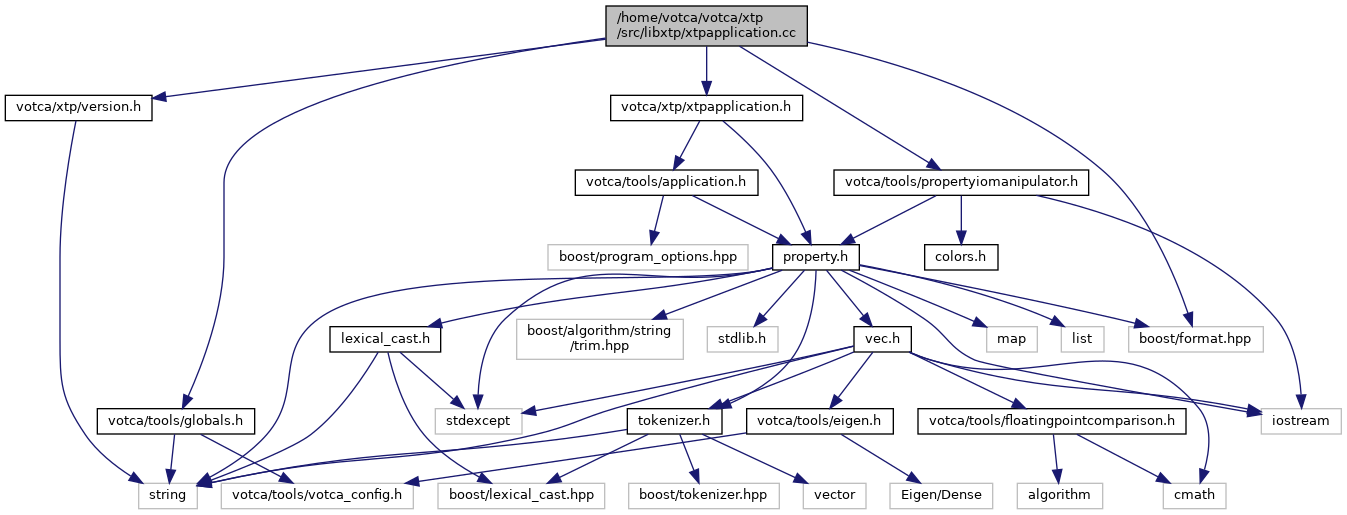 /home/votca/votca/xtp
/src/libxtp/xtpapplication.cc
votca/xtp/version.h
votca/xtp/xtpapplication.h
votca/tools/application.h
votca/tools/propertyiomanipulator.h
boost/program_options.hpp
property.h
colors.h
lexical_cast.h
boost/algorithm/string
/trim.hpp
stdlib.h
vec.h
map
list
boost/format.hpp
votca/tools/globals.h
stdexcept
tokenizer.h
votca/tools/eigen.h
votca/tools/floatingpointcomparison.h
iostream
string
votca/tools/votca_config.h
boost/lexical_cast.hpp
boost/tokenizer.hpp
vector
Eigen/Dense
algorithm
cmath